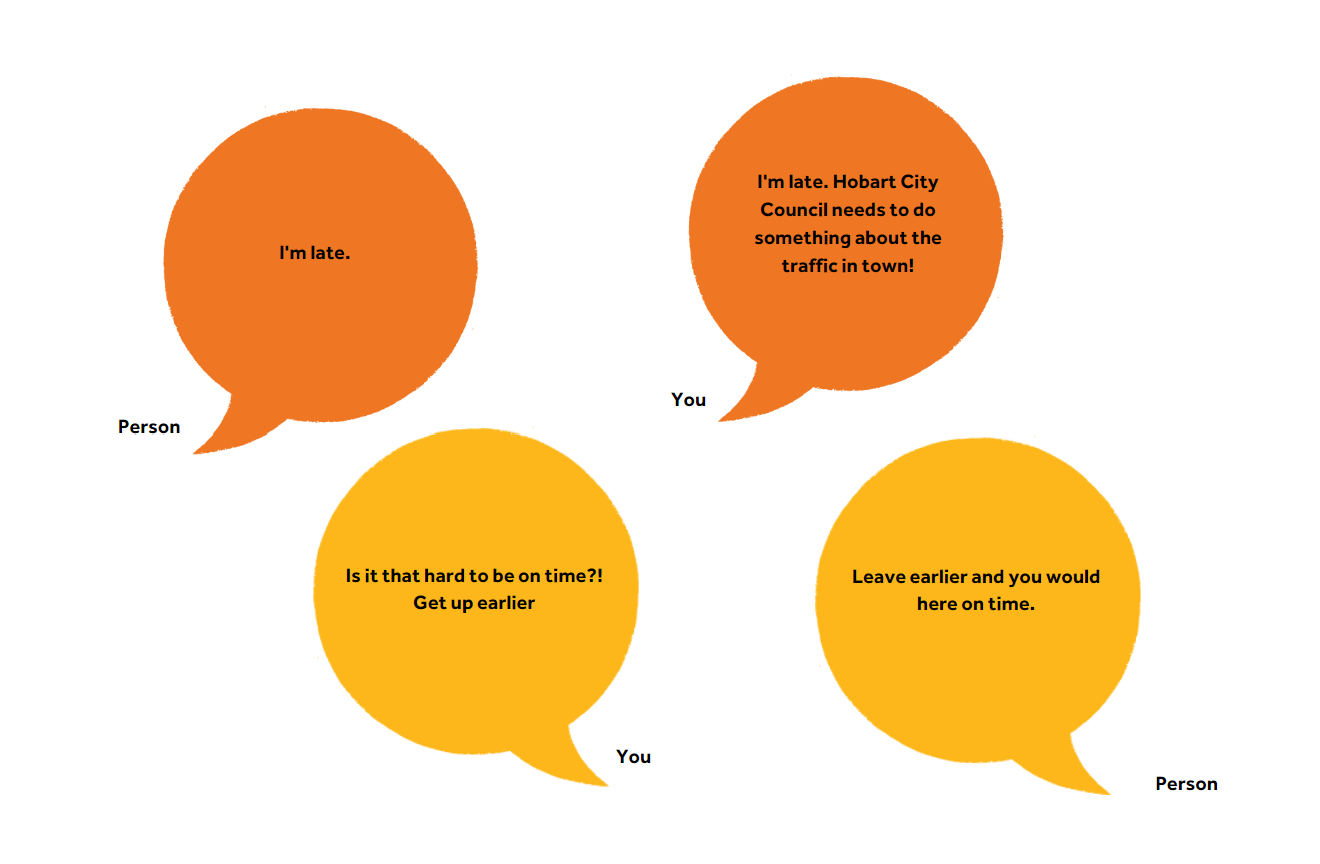 I'm late.
Person
Is it that hard to be on time?!
Get up earlier
You
I'm late. Hobart City
Council needs to do
something about the
traffic in town!
You
Leave earlier and you would
here on time.
Person